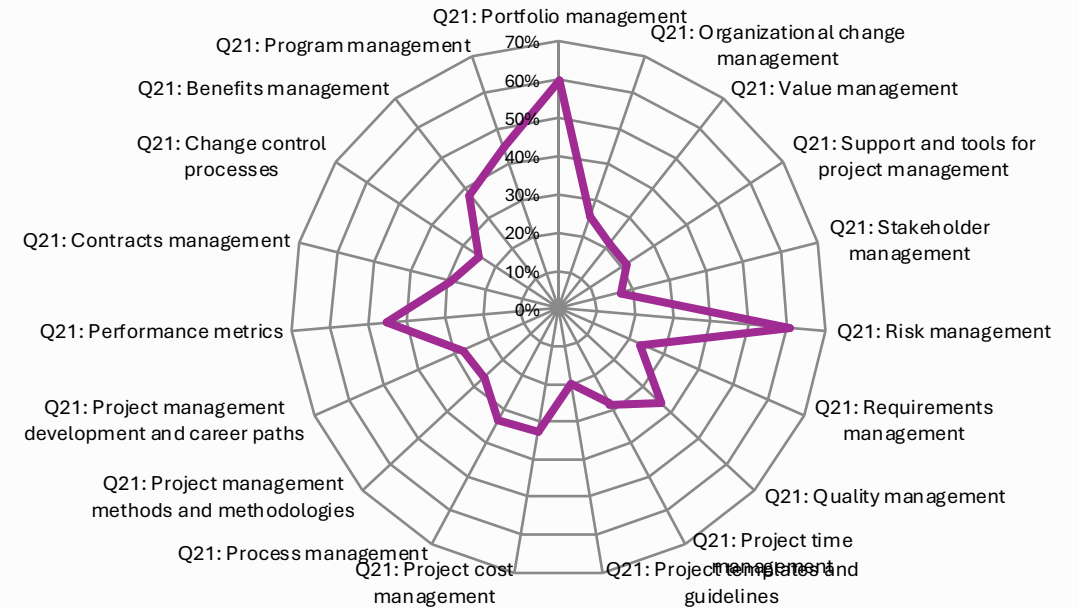 Q21: Portfolio management
Q21: Organizational change
management
Q21: Value management
Q21: Support and tools for
project management
Q21: Stakeholder
management
Q21: Risk management
Q21: Requirements
management
Q21: Quality management
Q21: Project time
management
Q21: Project templates and
guidelines
Q21: Project cost
management
Q21: Process management
Q21: Project management
methods and methodologies
Q21: Project management
development and career paths
Q21: Performance metrics
Q21: Contracts management
Q21: Change control
processes
Q21: Benefits management
Q21: Program management
70%
60%
50%
40%
30%
20%
10%
0%